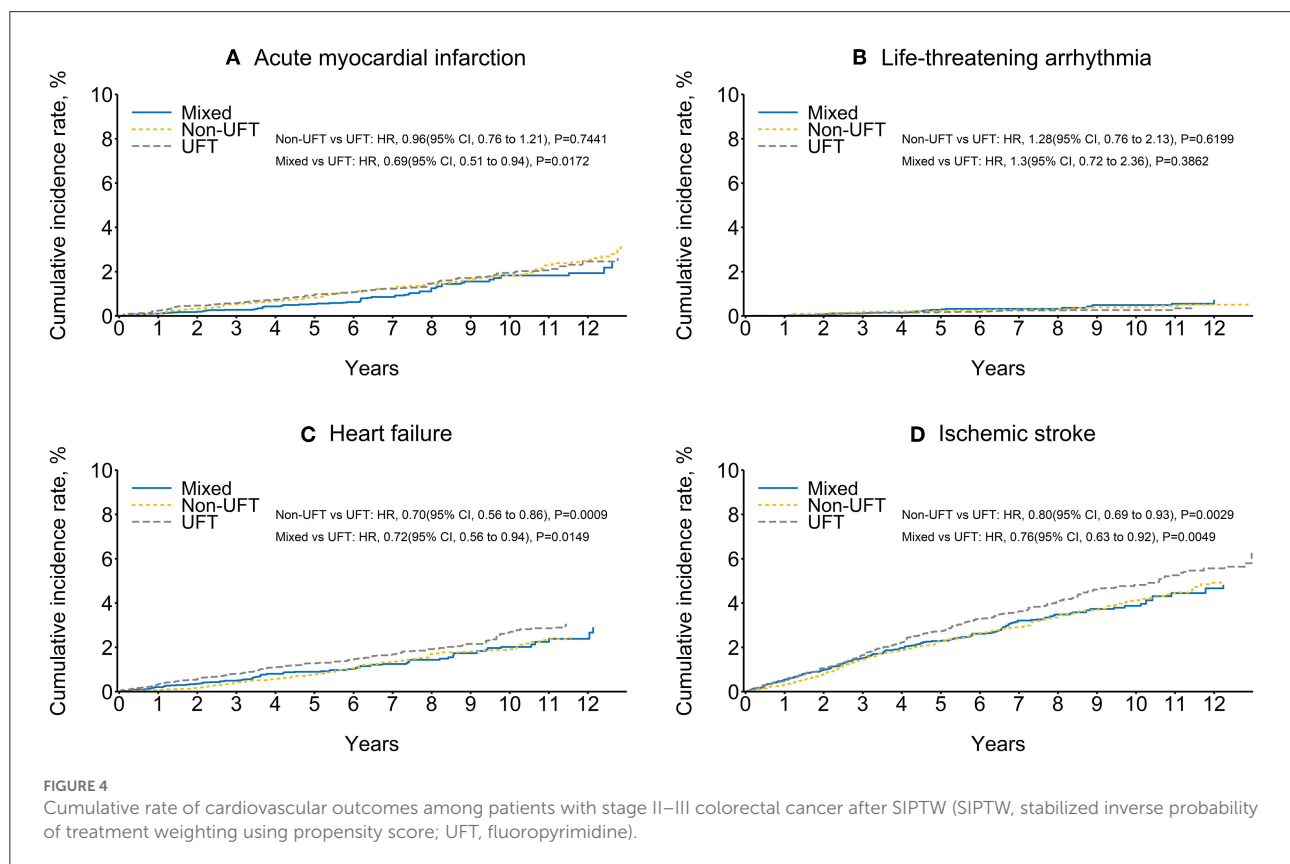 A Acute myocardial infarction
Cumulative incidence rate, %
10
8
6
4
2
0
Mixed
Non-UFT
UFT
Non-UFT vs UFT: HR, 0.96(95% CI, 0.76 to 1.21), P=0.7441
Mixed vs UFT: HR, 0.69(95% CI, 0.51 to 0.94), P=0.0172
0 1 2 3 4 5 6 7 8 9 10 11 12
Years
B Life-threatening arrhythmia
Cumulative incidence rate, %
10
8
6
4
2
0
Mixed
Non-UFT
UFT
Non-UFT vs UFT: HR, 1.28(95% CI, 0.76 to 2.13), P=0.6199
Mixed vs UFT: HR, 1.3(95% CI, 0.72 to 2.36), P=0.3862
0 1 2 3 4 5 6 7 8 9 10 11 12
Years
C Heart failure
Cumulative incidence rate, %
10
8
6
4
2
0
Mixed
Non-UFT
UFT
Non-UFT vs UFT: HR, 0.70(95% CI, 0.56 to 0.86), P=0.0009
Mixed vs UFT: HR, 0.72(95% CI, 0.56 to 0.94), P=0.0149
0 1 2 3 4 5 6 7 8 9 10 11 12
Years
D Ischemic stroke
Cumulative incidence rate, %
10
8
6
4
2
0
Mixed
Non-UFT
UFT
Non-UFT vs UFT: HR, 0.80(95% CI, 0.69 to 0.93), P=0.0029
Mixed vs UFT: HR, 0.76(95% CI, 0.63 to 0.92), P=0.0049
0 1 2 3 4 5 6 7 8 9 10 11 12
Years
FIGURE 4
Cumulative rate of cardiovascular outcomes among patients with stage II–III colorectal cancer after SIPTW (SIPTW, stabilized inverse probability
of treatment weighting using propensity score; UFT, fluoropyrimidine).